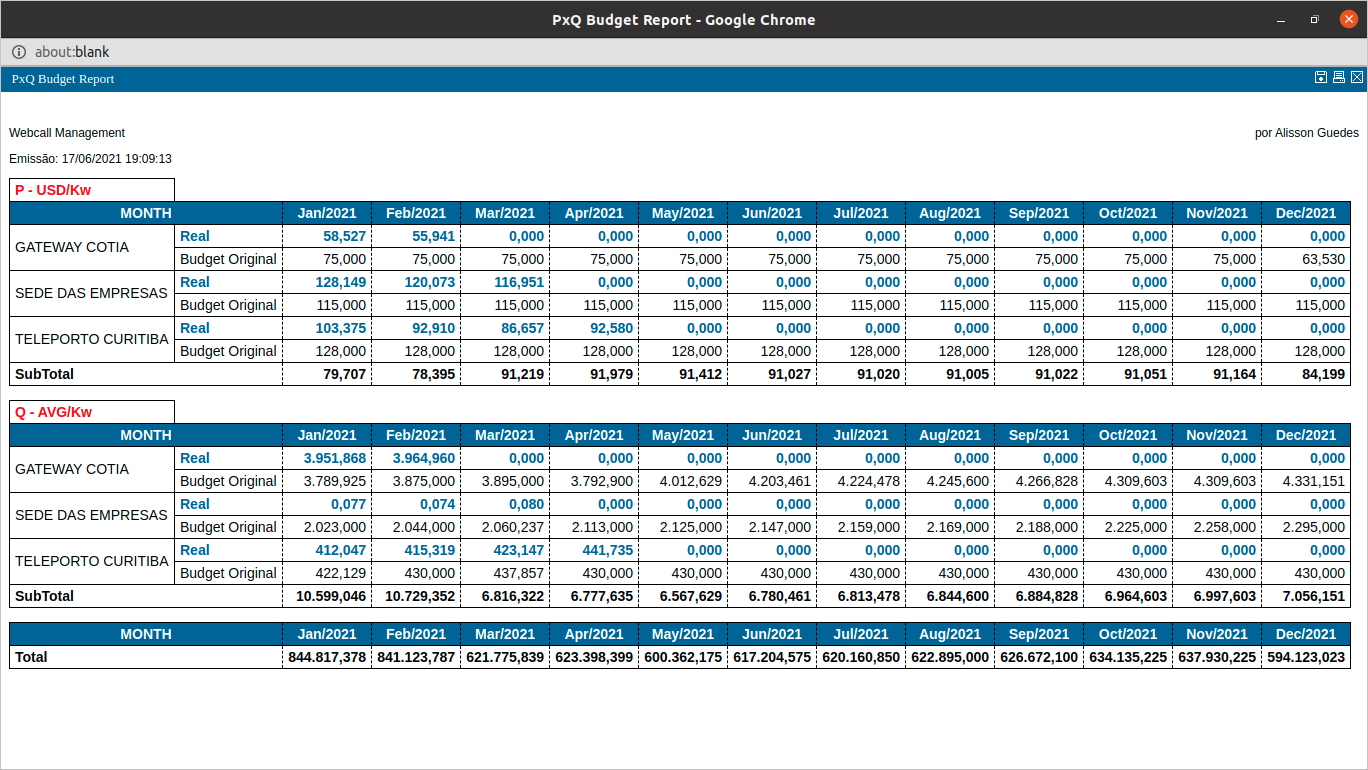 PxQ Budget Report - Google Chrome
about:blank
PxQ Budget Report
Webcall Management por Alisson Guedes
Emissão: 17/06/2021 19:09:13
P - USD/Kw
MONTH Jan/2021 Feb/2021 Mar/2021 Apr/2021 May/2021 Jun/2021 Jul/2021 Aug/2021 Sep/2021 Oct/2021 Nov/2021 Dec/2021
GATEWAY COTIA
Real 58,527 55,941 0,000 0,000 0,000 0,000 0,000 0,000 0,000 0,000 0,000 0,000
Budget Original 75,000 75,000 75,000 75,000 75,000 75,000 75,000 75,000 75,000 75,000 75,000 63,530
SEDE DAS EMPRESAS
Real 128,149 120,073 116,951 0,000 0,000 0,000 0,000 0,000 0,000 0,000 0,000 0,000
Budget Original 115,000 115,000 115,000 115,000 115,000 115,000 115,000 115,000 115,000 115,000 115,000 115,000
TELEPORTO CURITIBA
Real 103,375 92,910 86,657 92,580 0,000 0,000 0,000 0,000 0,000 0,000 0,000 0,000
Budget Original 128,000 128,000 128,000 128,000 128,000 128,000 128,000 128,000 128,000 128,000 128,000 128,000
SubTotal 79,707 78,395 91,219 91,979 91,412 91,027 91,020 91,005 91,022 91,051 91,164 84,199
Q - AVG/Kw
MONTH Jan/2021 Feb/2021 Mar/2021 Apr/2021 May/2021 Jun/2021 Jul/2021 Aug/2021 Sep/2021 Oct/2021 Nov/2021 Dec/2021
GATEWAY COTIA
Real 3.951,868 3.964,960 0,000 0,000 0,000 0,000 0,000 0,000 0,000 0,000 0,000 0,000
Budget Original 3.789,925 3.875,000 3.895,000 3.792,900 4.012,629 4.203,461 4.224,478 4.245,600 4.266,828 4.309,603 4.309,603 4.331,151
SEDE DAS EMPRESAS
Real 0,077 0,074 0,080 0,000 0,000 0,000 0,000 0,000 0,000 0,000 0,000 0,000
Budget Original 2.023,000 2.044,000 2.060,237 2.113,000 2.125,000 2.147,000 2.159,000 2.169,000 2.188,000 2.225,000 2.258,000 2.295,000
TELEPORTO CURITIBA
Real 412,047 415,319 423,147 441,735 0,000 0,000 0,000 0,000 0,000 0,000 0,000 0,000
Budget Original 422,129 430,000 437,857 430,000 430,000 430,000 430,000 430,000 430,000 430,000 430,000 430,000
SubTotal 10.599,046 10.729,352 6.816,322 6.777,635 6.567,629 6.780,461 6.813,478 6.844,600 6.884,828 6.964,603 6.997,603 7.056,151
MONTH Jan/2021 Feb/2021 Mar/2021 Apr/2021 May/2021 Jun/2021 Jul/2021 Aug/2021 Sep/2021 Oct/2021 Nov/2021 Dec/2021
Total 844.817,378 841.123,787 621.775,839 623.398,399 600.362,175 617.204,575 620.160,850 622.895,000 626.672,100 634.135,225 637.930,225 594.123,023